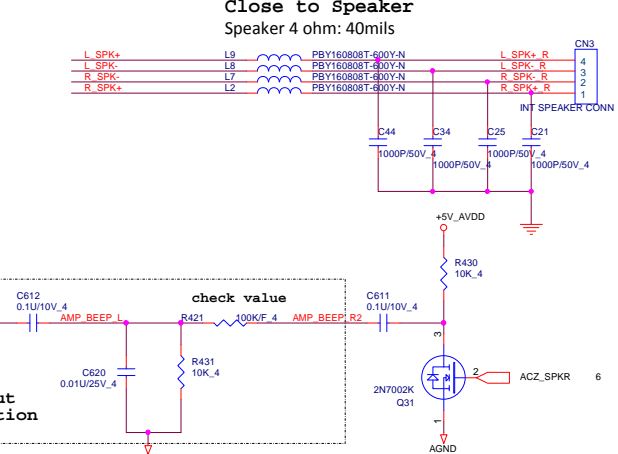 Close to Speaker
Speaker 4 ohm: 40mils
CN3
L_SPK+ L9 PBY160808T-600Y-N L_SPK+_R 4
L_SPK- L8 PBY160808T-600Y-N L_SPK-_R 3
R_SPK- L7 PBY160808T-600Y-N R_SPK-_R 2
R_SPK+ L2 PBY160808T-600Y-N R_SPK+_R 1
INT SPEAKER CONN
C44 C34 C25 C21
1000P/50V_4 1000P/50V_4
1000P/50V_4 1000P/50V_4
+5V_AVDD
R430
10K_4
C612
0.1U/10V_4
check value
C611
0.1U/10V_4
AMP_BEEP_L R421 100K/F_4 AMP_BEEP_R2
3
C620
0.01U/25V_4
R431
10K_4
2 ACZ_SPKR 6
2N7002K
Q31
1
AGND
ut
tion